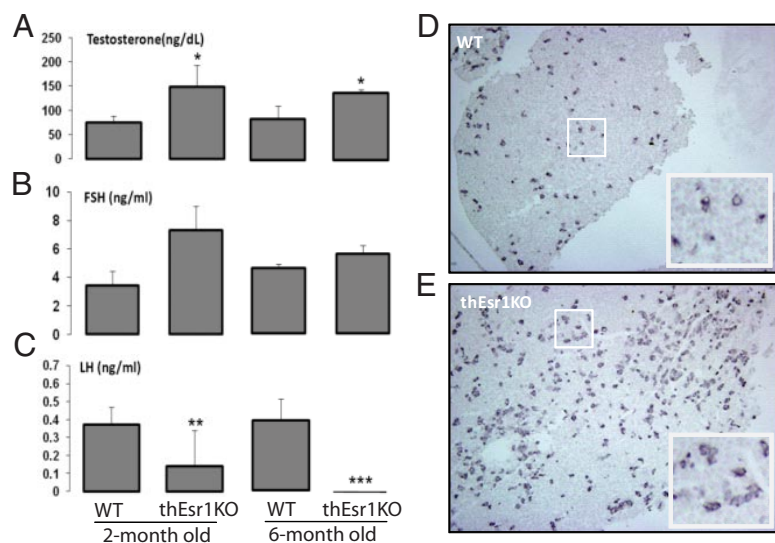 A
Testosterone(ng/dL)
250
200
150
100
50
0
*
*
B
FSH (ng/ml)
10
8
6
4
2
0
C
LH (ng/ml)
0.7
0.6
0.5
0.4
0.3
0.2
0.1
0
**
***
WT thEsr1KO WT thEsr1KO
2-month old 6-month old
D
WT
E
thEsr1KO